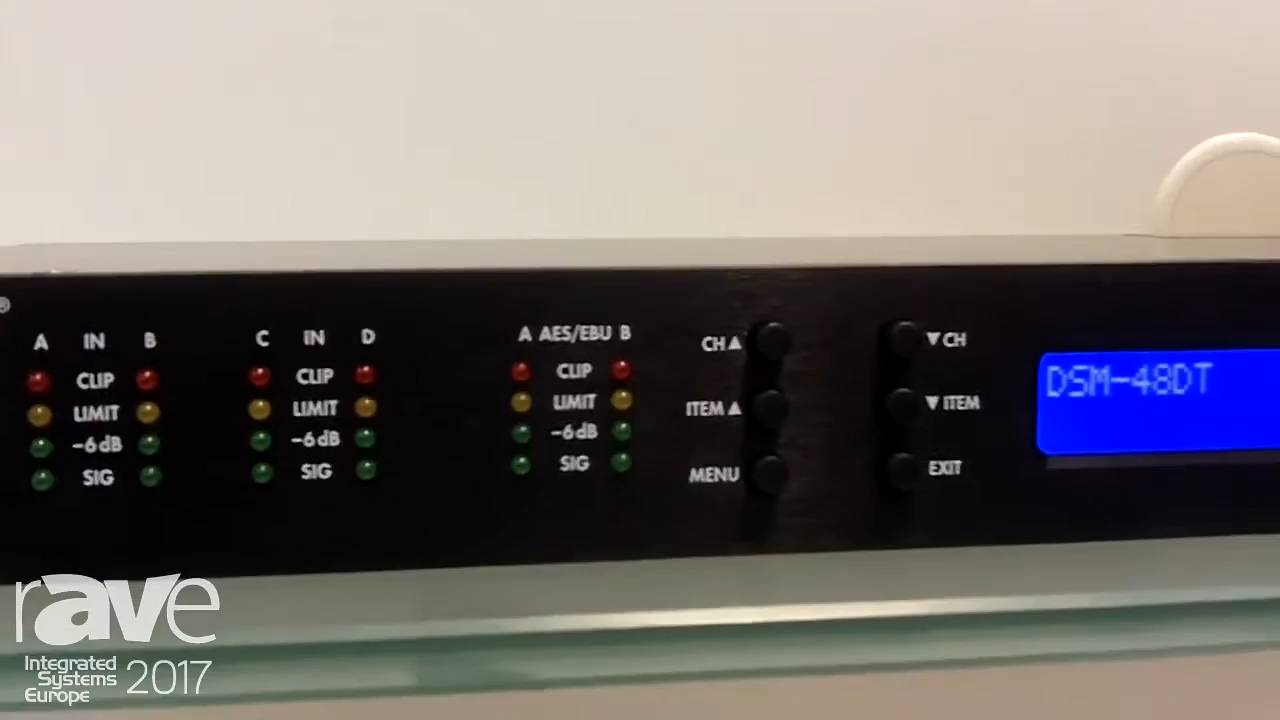 ®
A IN B
CLIP
LIMIT
-6dB
SIG
C IN D
CLIP
LIMIT
-6dB
SIG
A AES/EBU B
CLIP
LIMIT
-6dB
SIG
CH▲
ITEM▲
MENU
▼CH
▼ITEM
EXIT
DSM-48DT
rAVe
Integrated
Systems
Europe
2017